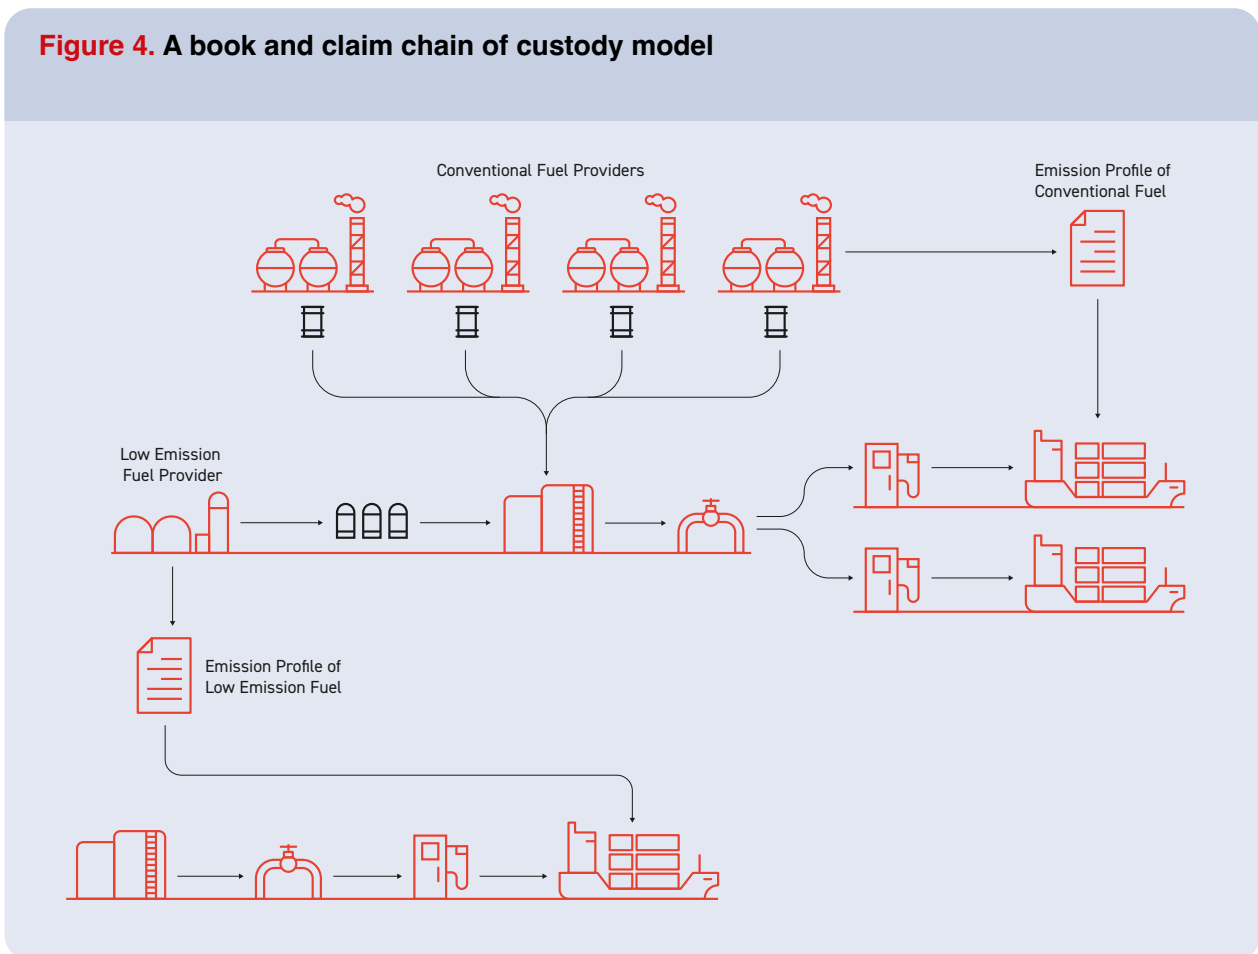 Figure 4. A book and claim chain of custody model
Conventional Fuel Providers
Emission Profile of
Conventional Fuel
Low Emission
Fuel Provider
Emission Profile of
Low Emission Fuel